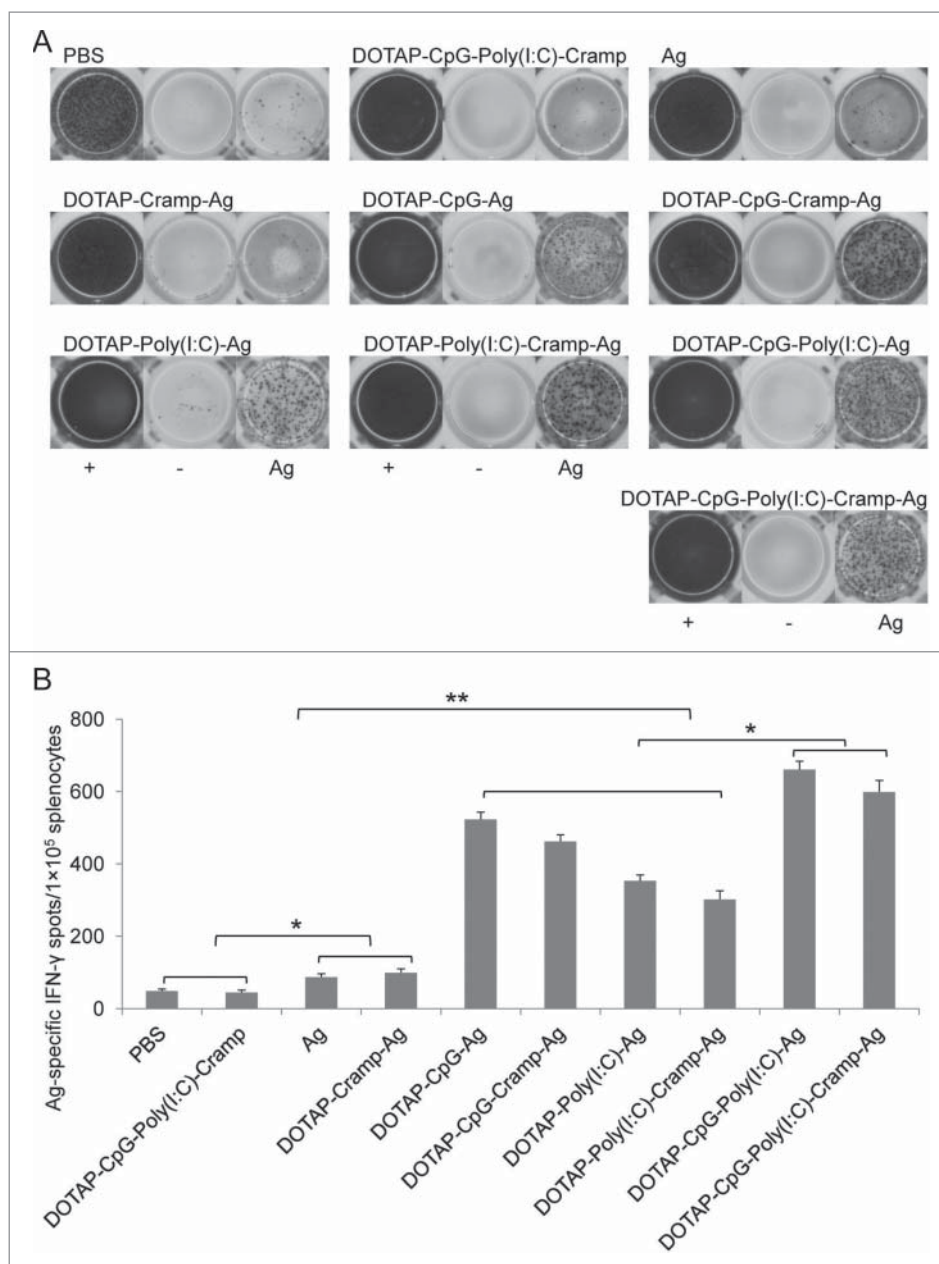 A
PBS DOTAP-CpG-Poly(I:C)-Cramp Ag
DOTAP-Cramp-Ag DOTAP-CpG-Ag DOTAP-CpG-Cramp-Ag
DOTAP-Poly(I:C)-Ag DOTAP-Poly(I:C)-Cramp-Ag DOTAP-CpG-Poly(I:C)-Ag
+ - Ag + - Ag
DOTAP-CpG-Poly(I:C)-Cramp-Ag
+ - Ag
B
Ag-specific IFN-γ spots/1×10⁵ splenocytes
800
600
400
200
0
**
*
*
PBS
DOTAP-CpG-Poly(I:C)-Cramp
Ag
DOTAP-Cramp-Ag
DOTAP-CpG-Ag
DOTAP-CpG-Cramp-Ag
DOTAP-Poly(I:C)-Ag
DOTAP-Poly(I:C)-Cramp-Ag
DOTAP-CpG-Poly(I:C)-Ag
DOTAP-CpG-Poly(I:C)-Cramp-Ag